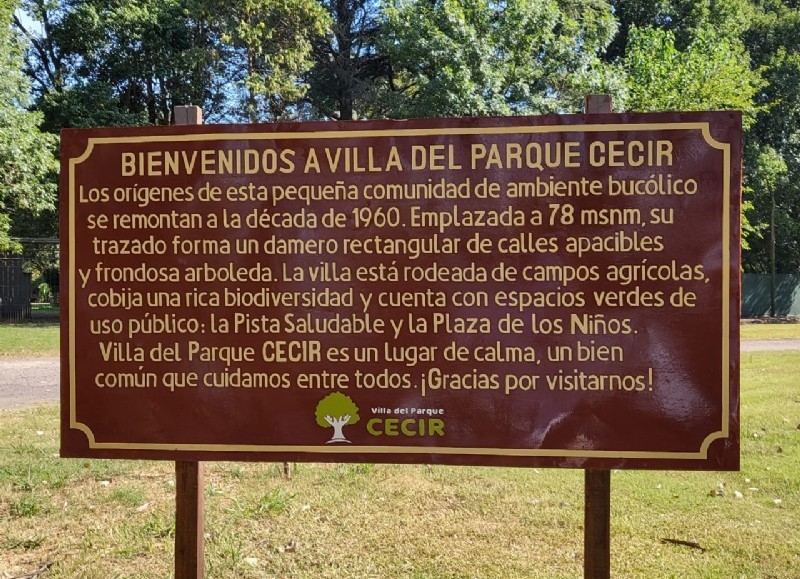 BIENVENIDOS A VILLA DEL PARQUE CECIR
Los orígenes de esta pequeña comunidad de ambiente bucólico
se remontan a la década de 1960. Emplazada a 78 msnm, su
trazado forma un damero rectangular de calles apacibles
y frondosa arboleda. La villa está rodeada de campos agrícolas,
cobija una rica biodiversidad y cuenta con espacios verdes de
uso público: la Pista Saludable y la Plaza de los Niños.
Villa del Parque CECIR es un lugar de calma, un bien
común que cuidamos entre todos. ¡Gracias por visitarnos!
Villa del Parque
CECIR